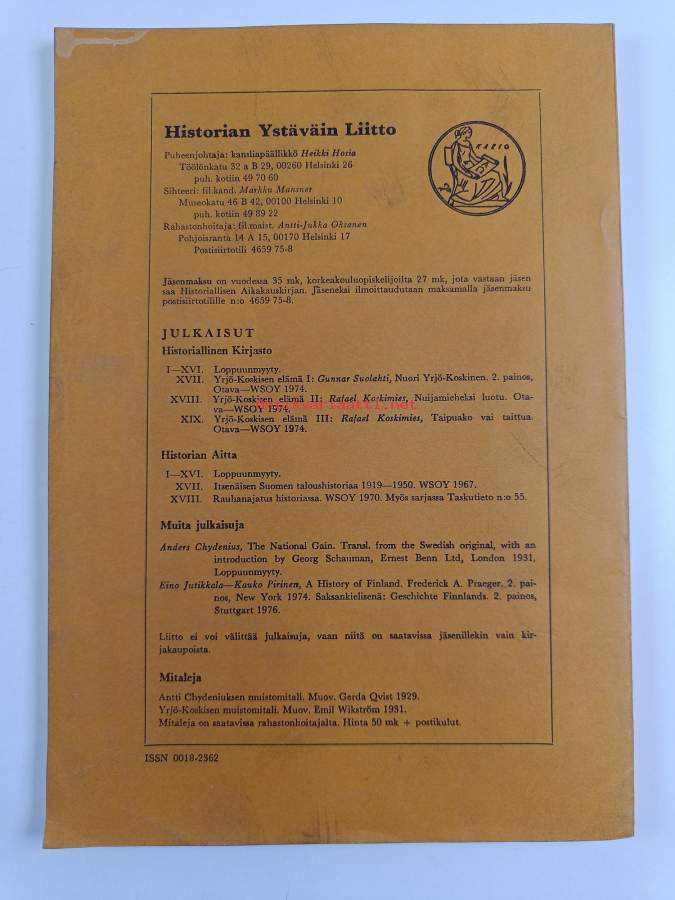 Historian Ystäväin Liitto
Puheenjohtaja: kansliapäällikkö Heikki Hosia
Töölönkatu 32 a B 29, 00260 Helsinki 26
puh. kotiin 49 70 60
Sihteeri: fil.kand. Markku Mansner
Museokatu 46 B 42, 00100 Helsinki 10
puh. kotiin 49 89 22
Rahastonhoitaja: fil.maist. Antti-Jukka Oksanen
Pohjoisranta 14 A 15, 00170 Helsinki 17
Postisiirtotili 4659 75-8
Jäsenmaksu on vuodessa 35 mk, korkeakouluopiskelijoilta 27 mk, jota vastaan jäsen
saa Historiallisen Aikakauskirjan. Jäseneksi ilmoittaudutaan maksamalla jäsenmaksu
postisiirtotilille n:o 4659 75-8.
JULKAISUT
Historiallinen Kirjasto
I—XVI. Loppuunmyyty.
XVII. Yrjö-Koskisen elämä I: Gunnar Suolahti, Nuori Yrjö-Koskinen. 2. painos,
Otava—WSOY 1974.
XVIII. Yrjö-Koskisen elämä II: Rafael Koskimies, Nuijamieheksi luotu. Ota-
va—WSOY 1974.
XIX. Yrjö-Koskisen elämä III: Rafael Koskimies, Taipuako vai taittua.
Otava—WSOY 1974.
Historian Aitta
I—XVI. Loppuunmyyty.
XVII. Itsenäisen Suomen taloushistoriaa 1919—1950. WSOY 1967.
XVIII. Rauhanajatus historiassa. WSOY 1970. Myös sarjassa Taskutieto n:o 55.
Muita julkaisuja
Anders Chydenius, The National Gain. Transl. from the Swedish original, with an
introduction by Georg Schauman, Ernest Benn Ltd, London 1931.
Loppuunmyyty.
Eino Jutikkala—Kauko Pirinen, A History of Finland. Frederick A. Praeger. 2. pai-
nos, New York 1974. Saksankielisenä: Geschichte Finnlands. 2. painos,
Stuttgart 1976.
Liitto ei voi välittää julkaisuja, vaan niitä on saatavissa jäsenillekin vain kir-
jakaupoista.
Mitaleja
Antti Chydeniuksen muistomitali. Muov. Gerda Qvist 1929.
Yrjö-Koskisen muistomitali. Muov. Emil Wikström 1931.
Mitaleja on saatavissa rahastonhoitajalta. Hinta 50 mk + postikulut.
ISSN 0018-2362